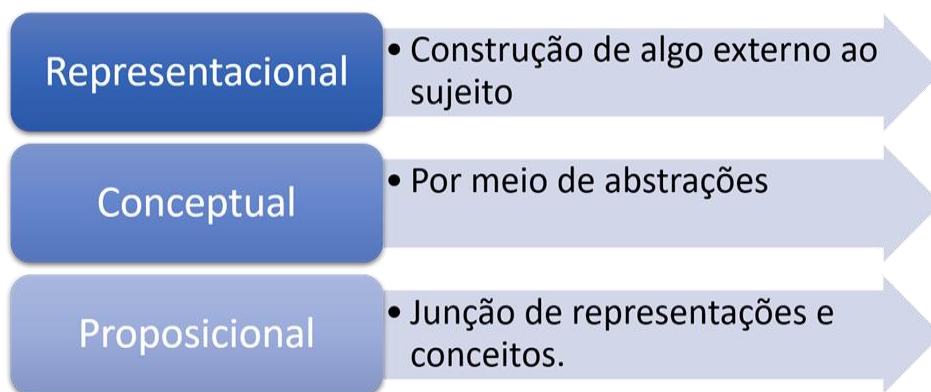 Representacional
• Construção de algo externo ao
sujeito
Conceptual
• Por meio de abstrações
Proposicional
• Junção de representações e
conceitos.